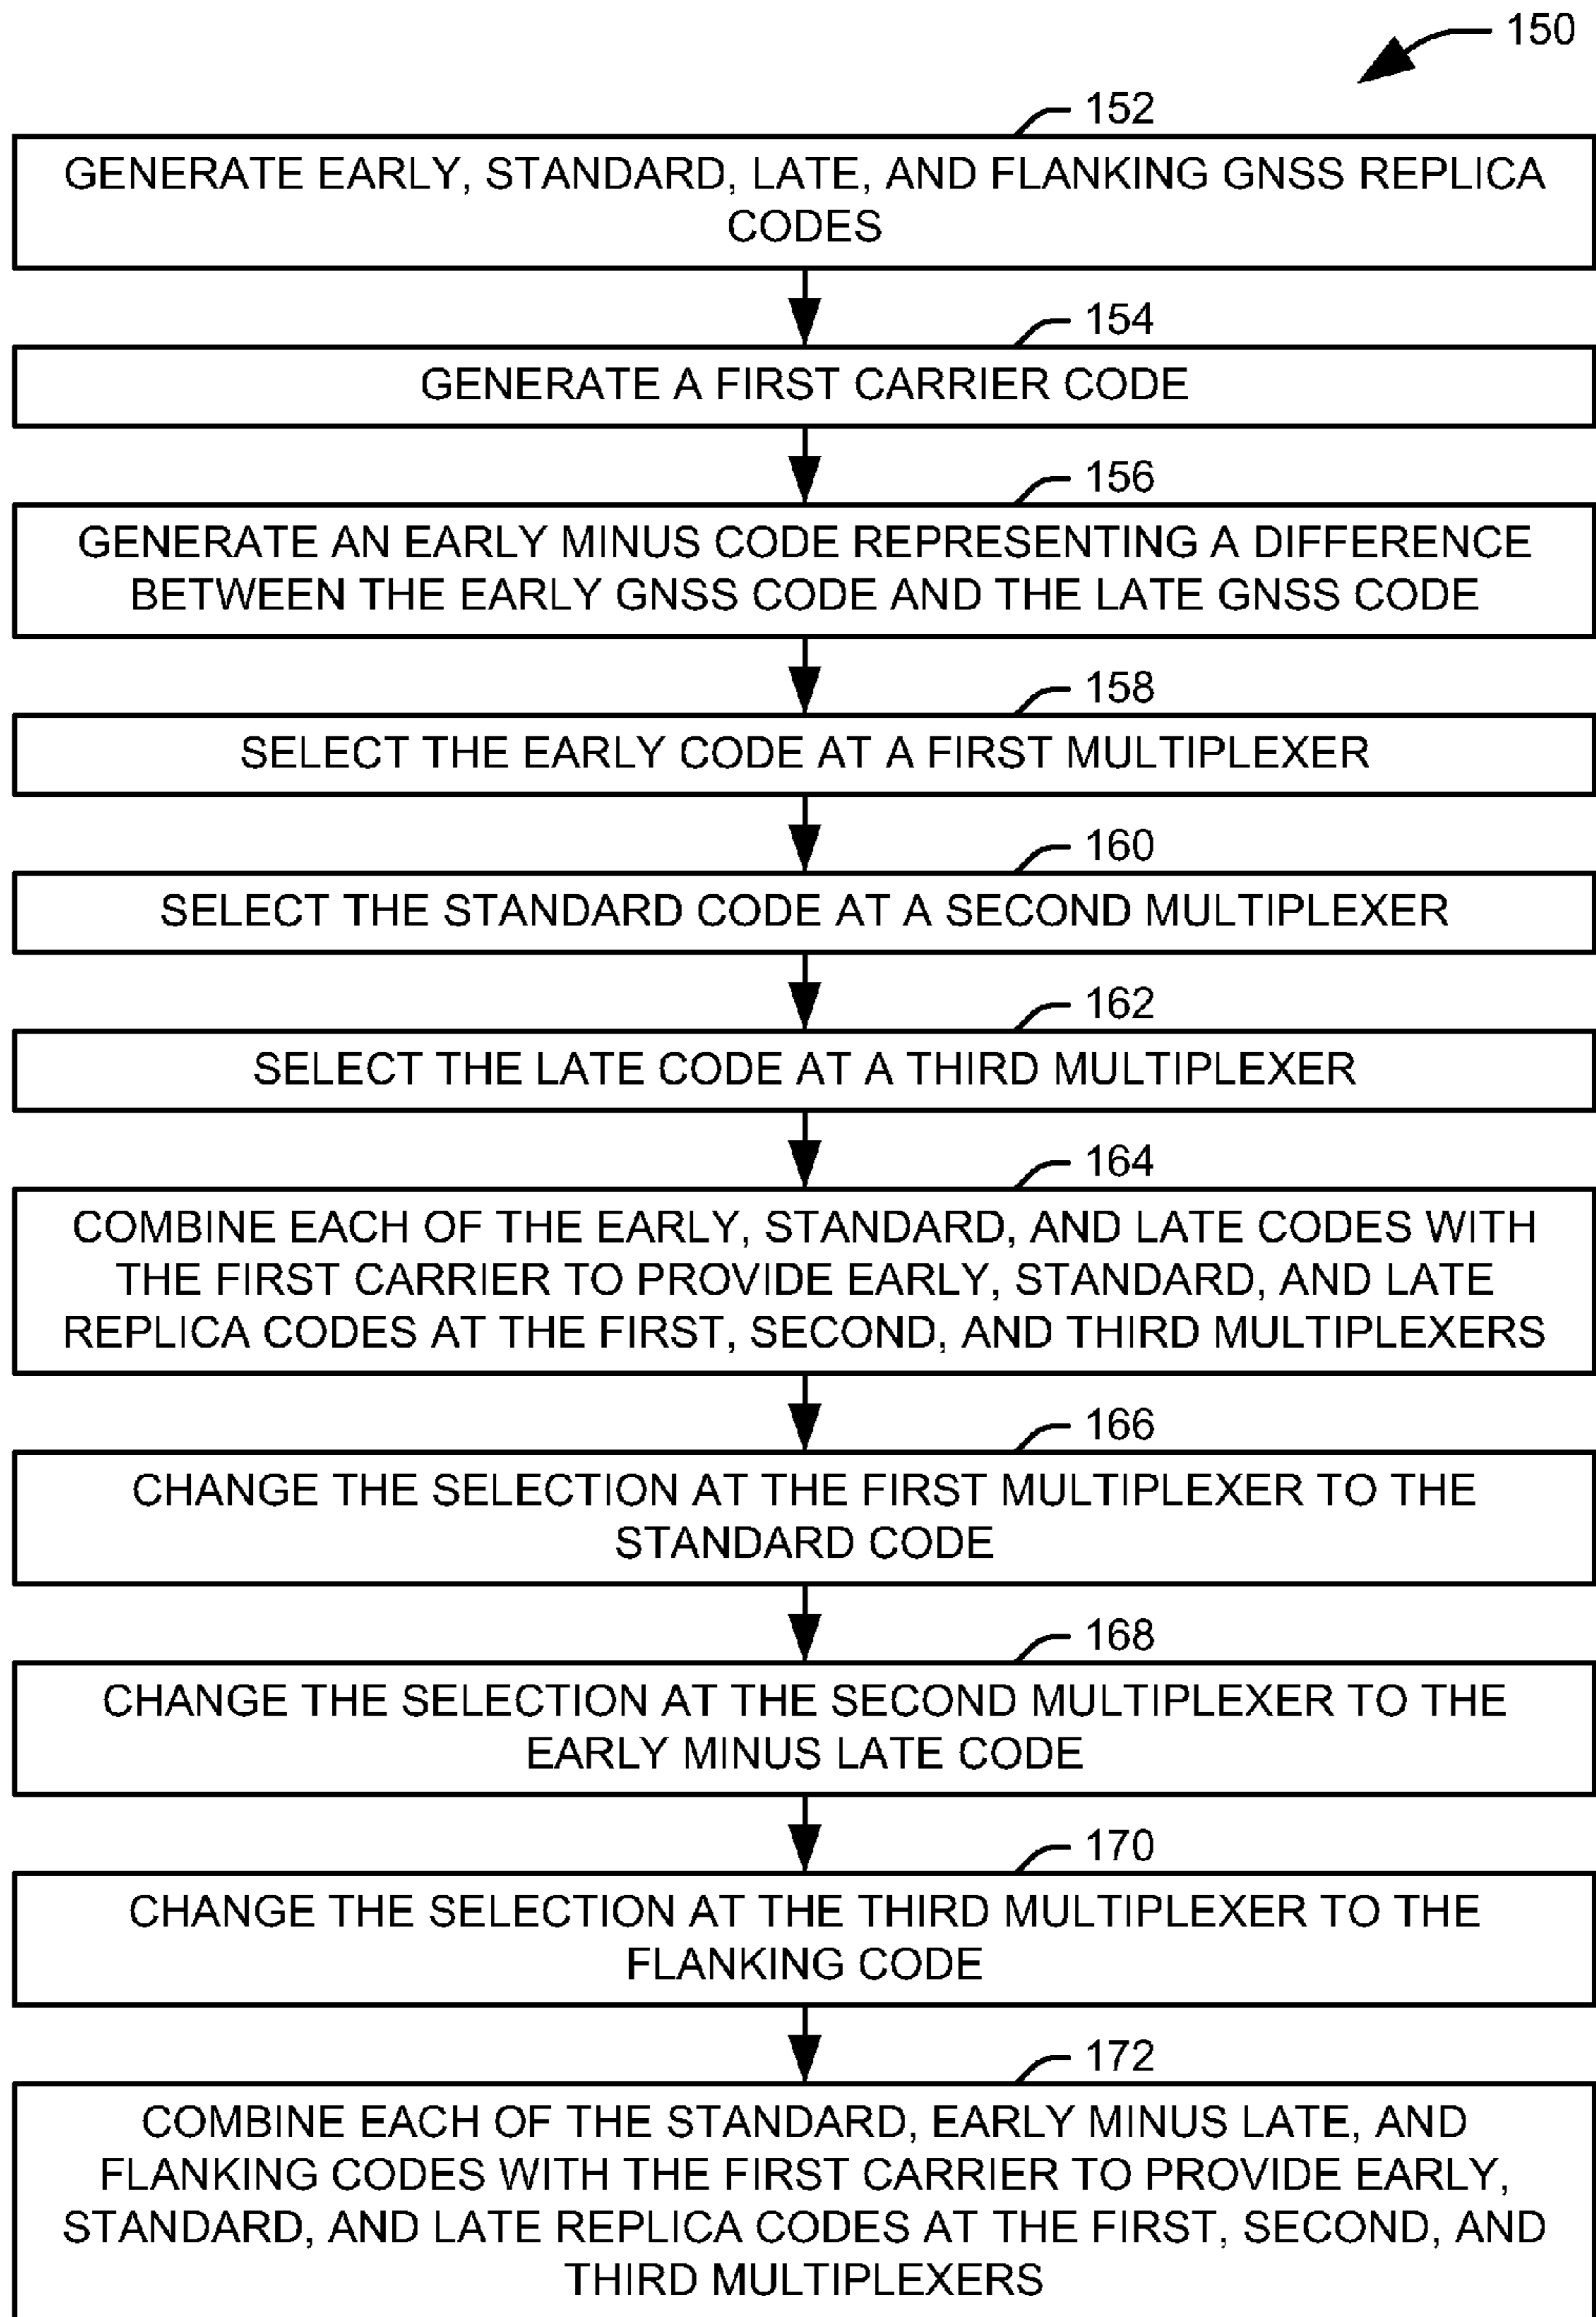 150
152
GENERATE EARLY, STANDARD, LATE, AND FLANKING GNSS REPLICA
CODES
154
GENERATE A FIRST CARRIER CODE
156
GENERATE AN EARLY MINUS CODE REPRESENTING A DIFFERENCE
BETWEEN THE EARLY GNSS CODE AND THE LATE GNSS CODE
158
SELECT THE EARLY CODE AT A FIRST MULTIPLEXER
160
SELECT THE STANDARD CODE AT A SECOND MULTIPLEXER
162
SELECT THE LATE CODE AT A THIRD MULTIPLEXER
164
COMBINE EACH OF THE EARLY, STANDARD, AND LATE CODES WITH
THE FIRST CARRIER TO PROVIDE EARLY, STANDARD, AND LATE
REPLICA CODES AT THE FIRST, SECOND, AND THIRD MULTIPLEXERS
166
CHANGE THE SELECTION AT THE FIRST MULTIPLEXER TO THE
STANDARD CODE
168
CHANGE THE SELECTION AT THE SECOND MULTIPLEXER TO THE
EARLY MINUS LATE CODE
170
CHANGE THE SELECTION AT THE THIRD MULTIPLEXER TO THE
FLANKING CODE
172
COMBINE EACH OF THE STANDARD, EARLY MINUS LATE, AND
FLANKING CODES WITH THE FIRST CARRIER TO PROVIDE EARLY,
STANDARD, AND LATE REPLICA CODES AT THE FIRST, SECOND, AND
THIRD MULTIPLEXERS